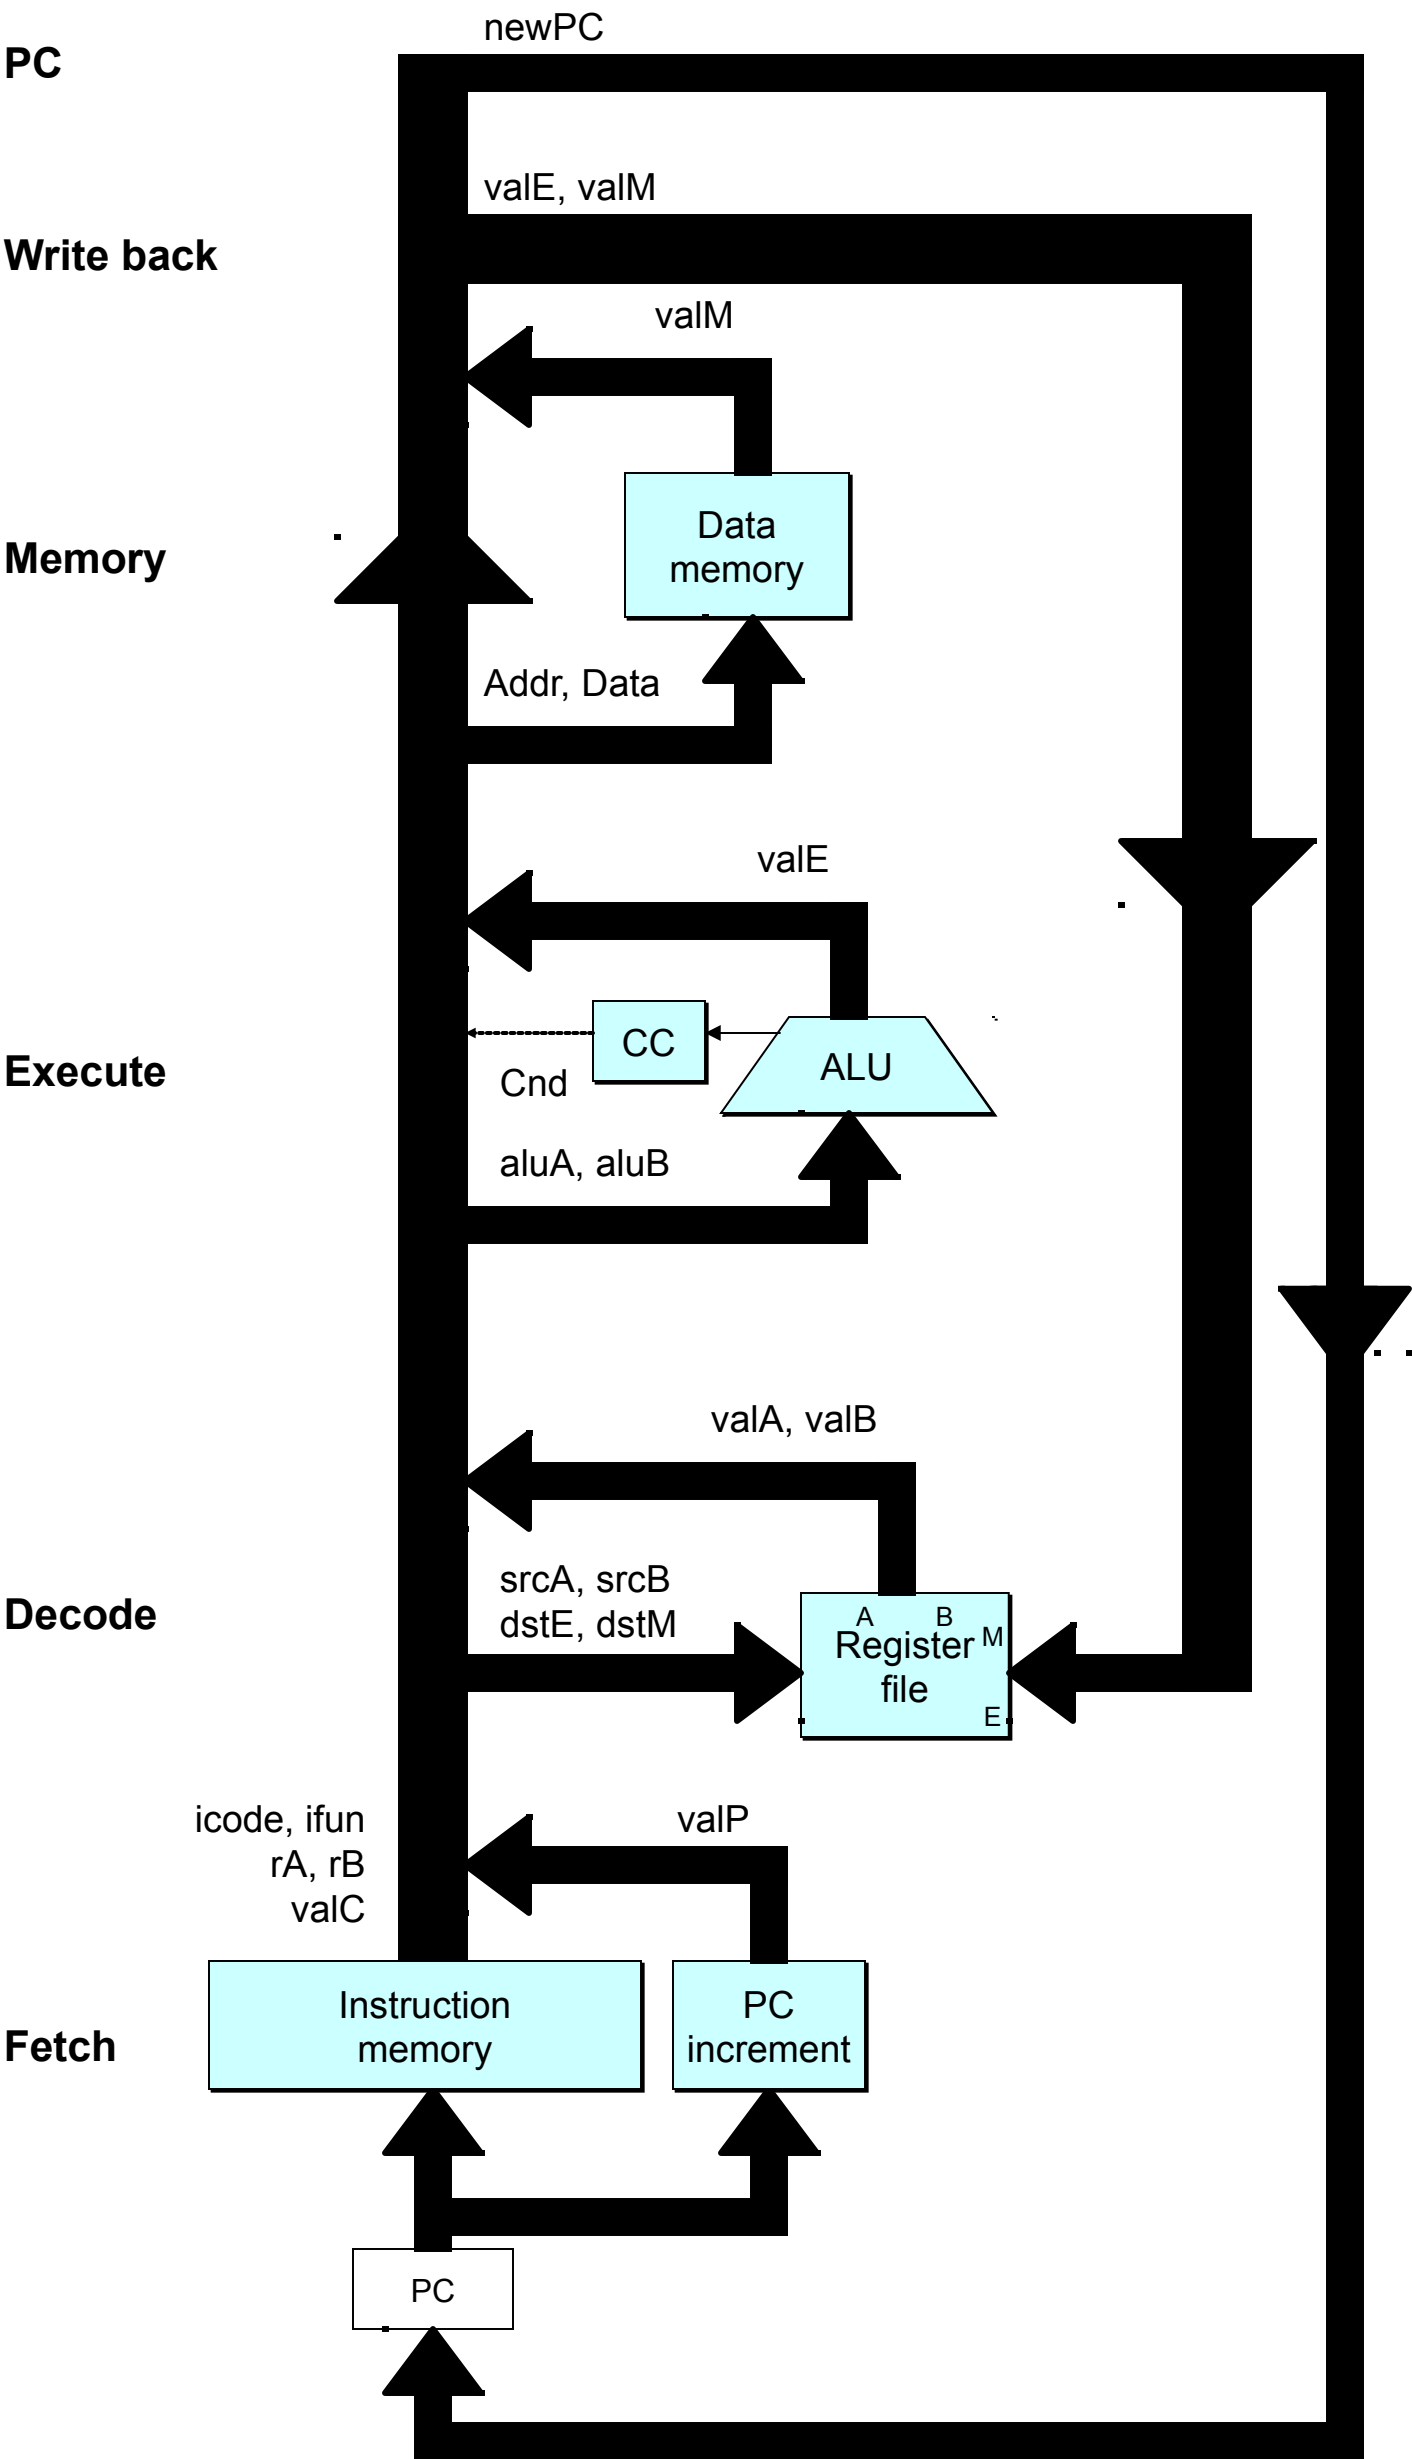 newPC
PC
valE, valM
Write back
valM
Data
memory
Memory
Addr, Data
valE
CC
ALU
Execute
Cnd
aluA, aluB
valA, valB
srcA, srcB
dstE, dstM
Decode
A B
Register
M
file
E
icode, ifun
rA, rB
valC
valP
Instruction
memory
PC
increment
Fetch
PC